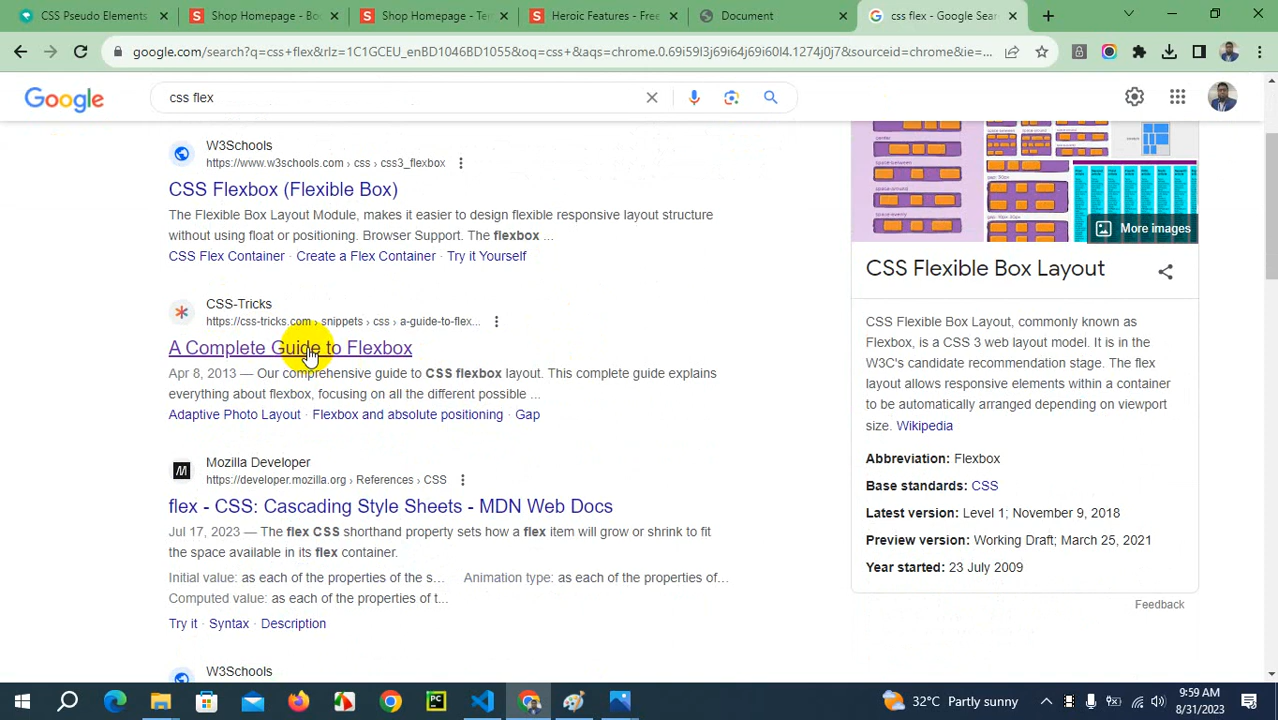 CSS Pseudo Elements
Shop Homepage - Bo
Shop Homepage - Te
Heroic Features - Free
Document
css flex - Google Sear
google.com/search?q=css+flex&rlz=1C1GCEU_enBD1046BD1055&oq=css+&aqs=chrome.0.69i59l3j69i64j69i60l4.1274j0j7&sourceid=chrome&ie=...
Google
css flex
W3Schools
https://www.w3schools.com › css › css3_flexbox
CSS Flexbox (Flexible Box)
The Flexible Box Layout Module, makes it easier to design flexible responsive layout structure
without using float or positioning. Browser Support. The flexbox ...
CSS Flex Container · Create a Flex Container · Try it Yourself
CSS-Tricks
https://css-tricks.com › snippets › css › a-guide-to-flex...
A Complete Guide to Flexbox
Apr 8, 2013 — Our comprehensive guide to CSS flexbox layout. This complete guide explains
everything about flexbox, focusing on all the different possible ...
Adaptive Photo Layout · Flexbox and absolute positioning · Gap
Mozilla Developer
https://developer.mozilla.org › References › CSS
flex - CSS: Cascading Style Sheets - MDN Web Docs
Jul 17, 2023 — The flex CSS shorthand property sets how a flex item will grow or shrink to fit
the space available in its flex container.
Initial value: as each of the properties of the s... Animation type: as each of the properties of...
Computed value: as each of the properties of t...
Try it · Syntax · Description
W3Schools
More images
CSS Flexible Box Layout
CSS Flexible Box Layout, commonly known as
Flexbox, is a CSS 3 web layout model. It is in the
W3C's candidate recommendation stage. The flex
layout allows responsive elements within a container
to be automatically arranged depending on viewport
size. Wikipedia
Abbreviation: Flexbox
Base standards: CSS
Latest version: Level 1; November 9, 2018
Preview version: Working Draft; March 25, 2021
Year started: 23 July 2009
Feedback
32°C Partly sunny
9:59 AM
8/31/2023